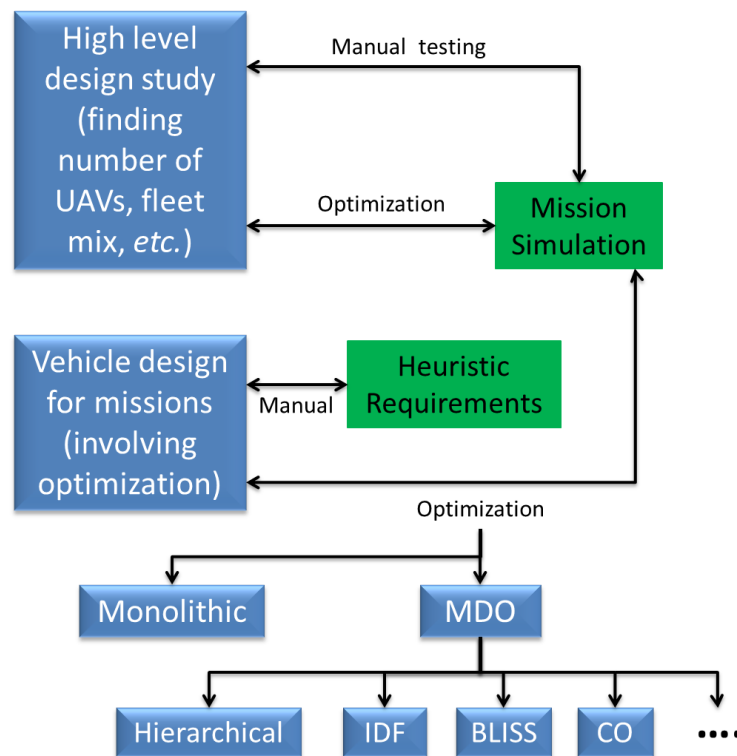 High level
design study
(finding
number of
UAVs, fleet
mix, etc.)
Manual testing
Optimization
Mission
Simulation
Vehicle design
for missions
(involving
optimization)
Manual
Heuristic
Requirements
Optimization
Monolithic
MDO
Hierarchical
IDF
BLISS
CO
....